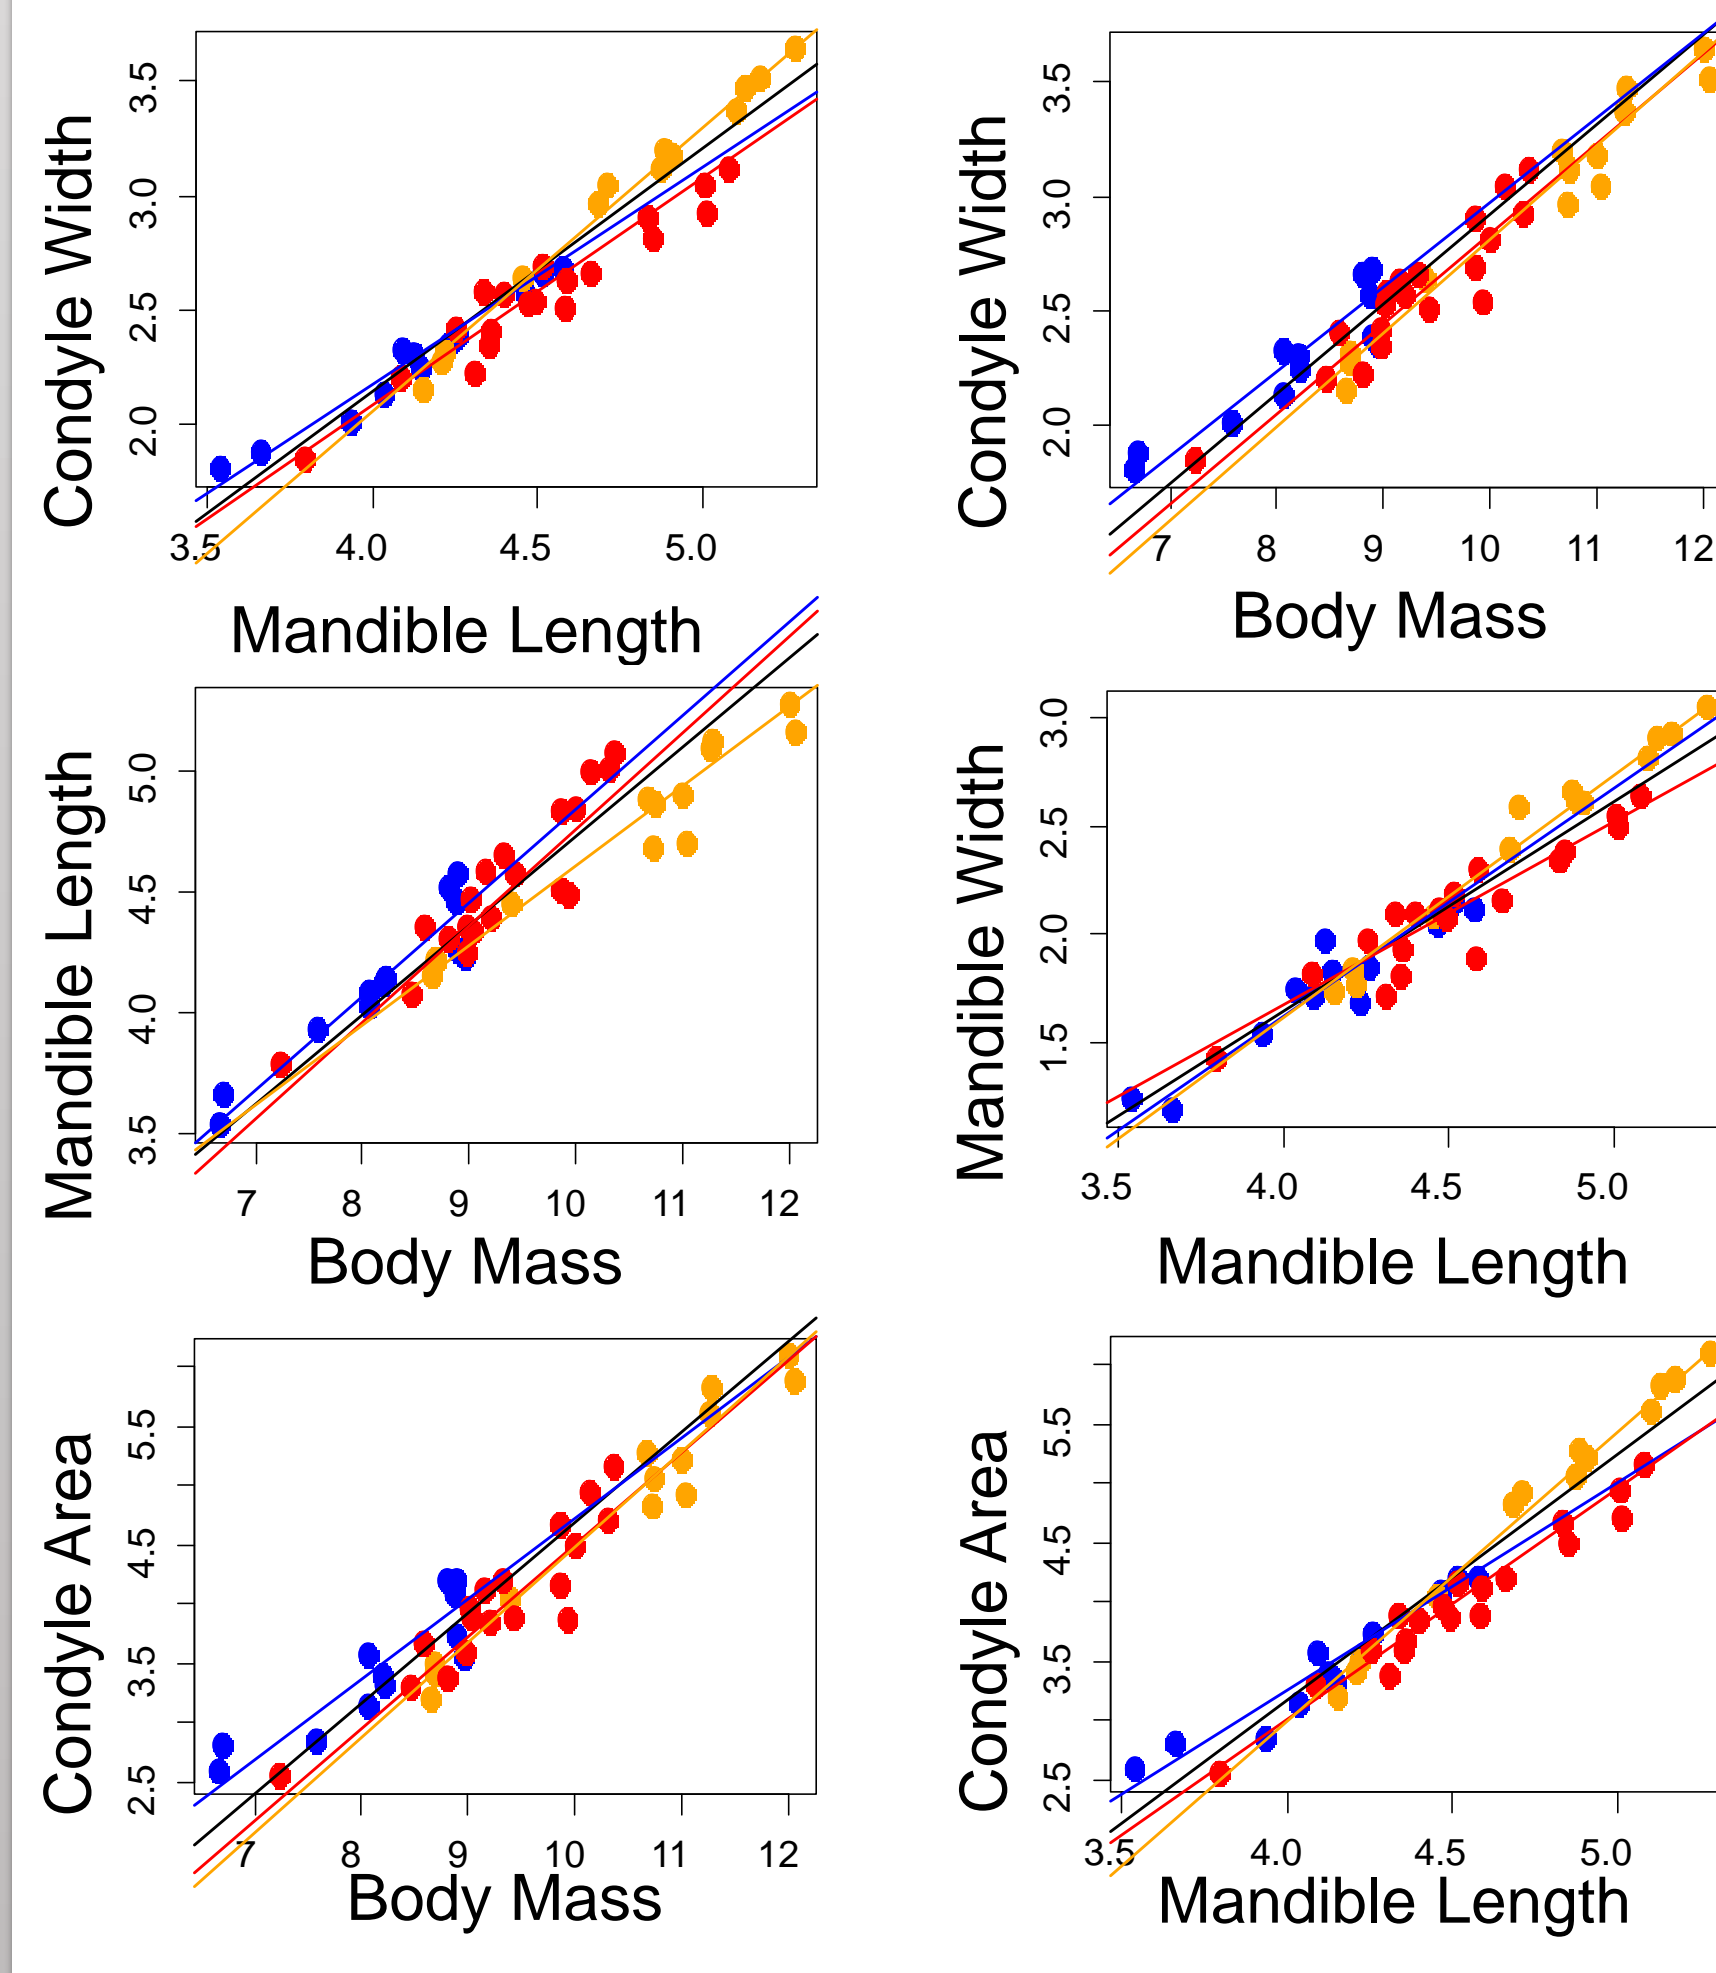 Condyle Width
2.0 2.5 3.0 3.5
3.5 4.0 4.5 5.0
Mandible Length
Condyle Width
2.0 2.5 3.0 3.5
7 8 9 10 11 12
Body Mass
Mandible Length
3.5 4.0 4.5 5.0
7 8 9 10 11 12
Body Mass
Mandible Width
1.5 2.0 2.5 3.0
3.5 4.0 4.5 5.0
Mandible Length
Condyle Area
2.5 3.5 4.5 5.5
7 8 9 10 11 12
Body Mass
Condyle Area
2.5 3.5 4.5 5.5
3.5 4.0 4.5 5.0
Mandible Length